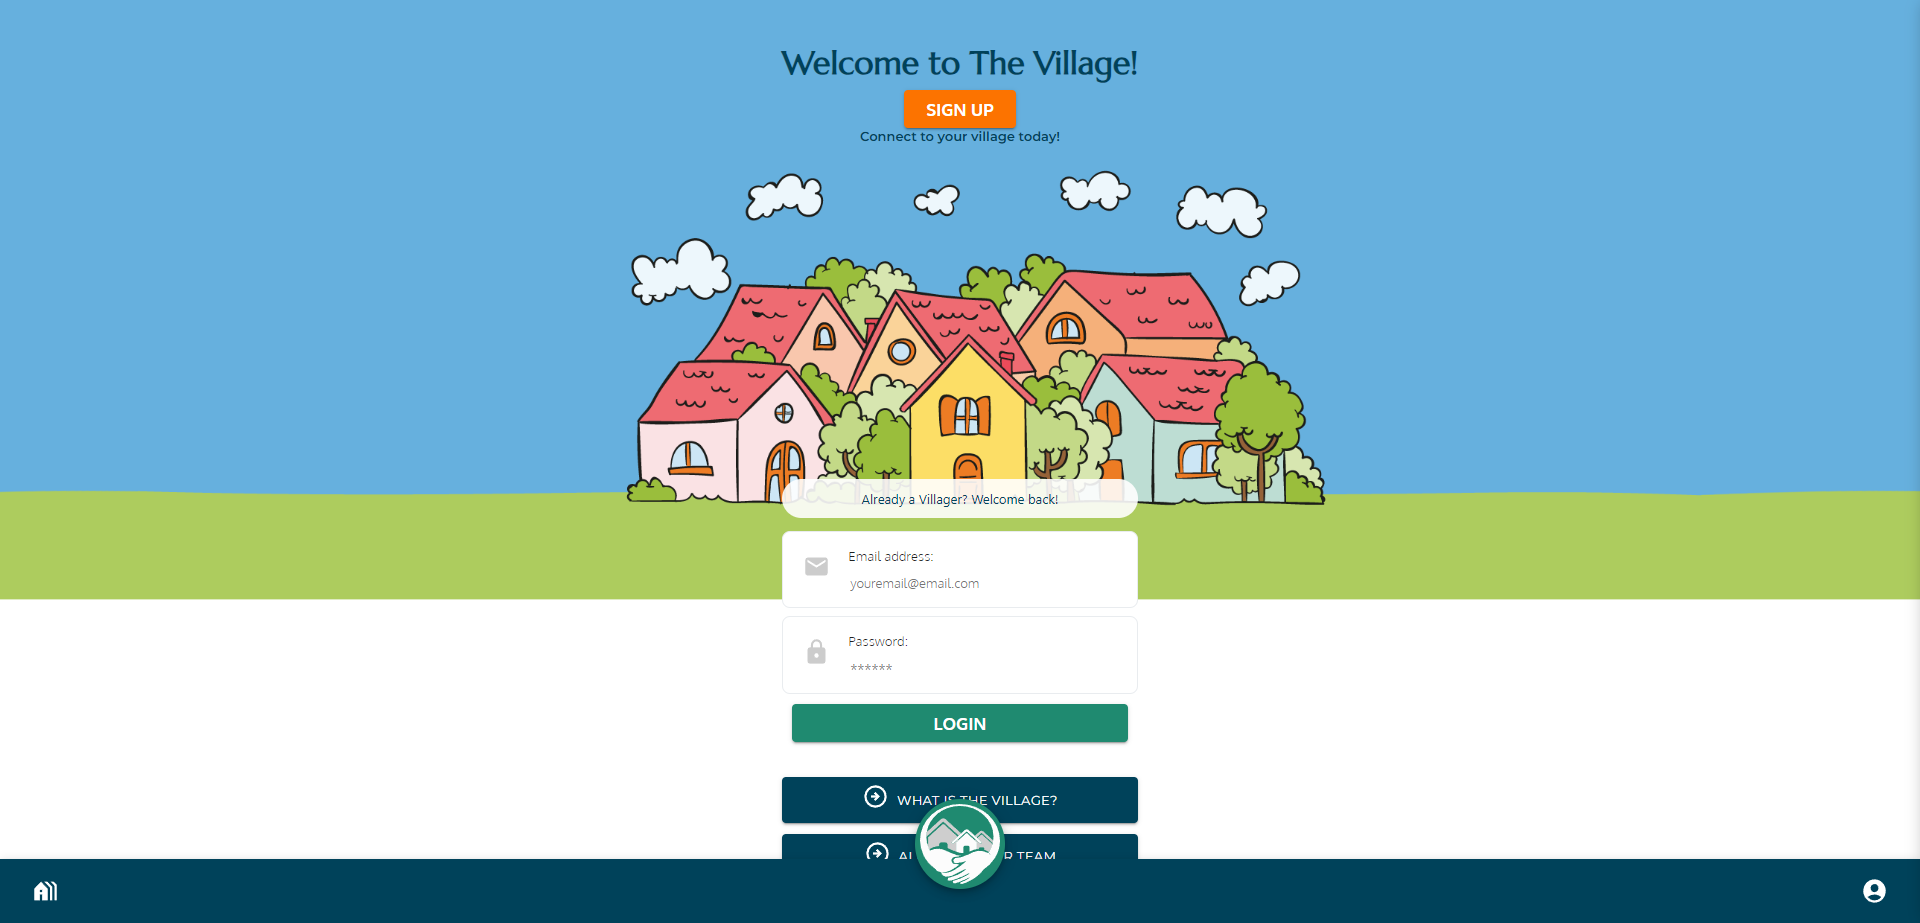 Welcome to The Village!
SIGN UP
Connect to your village today!
Already a Villager? Welcome back!
Email address:
youremail@email.com
Password:
******
LOGIN
WHAT IS THE VILLAGE?
TEAM